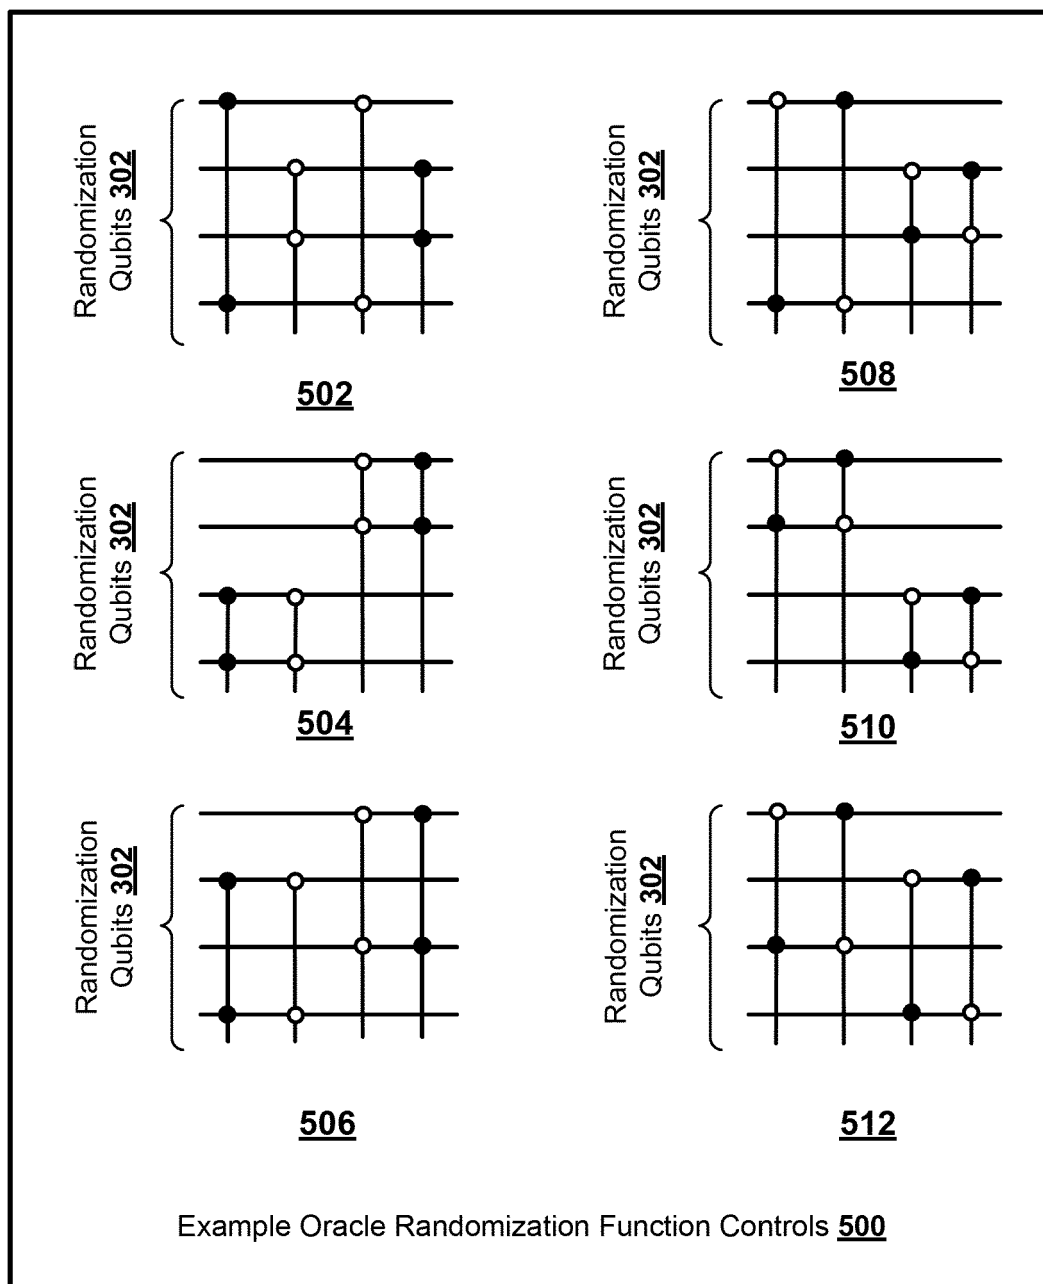 Randomization
Qubits 302
502
Randomization
Qubits 302
508
Randomization
Qubits 302
504
Randomization
Qubits 302
510
Randomization
Qubits 302
506
Randomization
Qubits 302
512
Example Oracle Randomization Function Controls 500